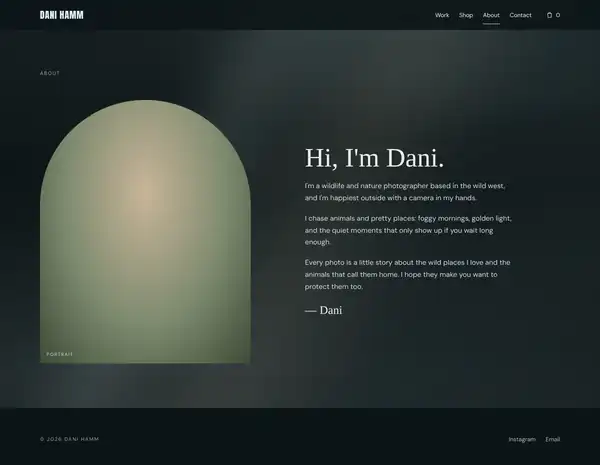 DANI HAMM
Work Shop About Contact 0
ABOUT
PORTRAIT
Hi, I'm Dani.
I'm a wildlife and nature photographer based in the wild west,
and I'm happiest outside with a camera in my hands.
I chase animals and pretty places: foggy mornings, golden light,
and the quiet moments that only show up if you wait long
enough.
Every photo is a little story about the wild places I love and the
animals that call them home. I hope they make you want to
protect them too.
— Dani
© 2026 DANI HAMM
Instagram Email